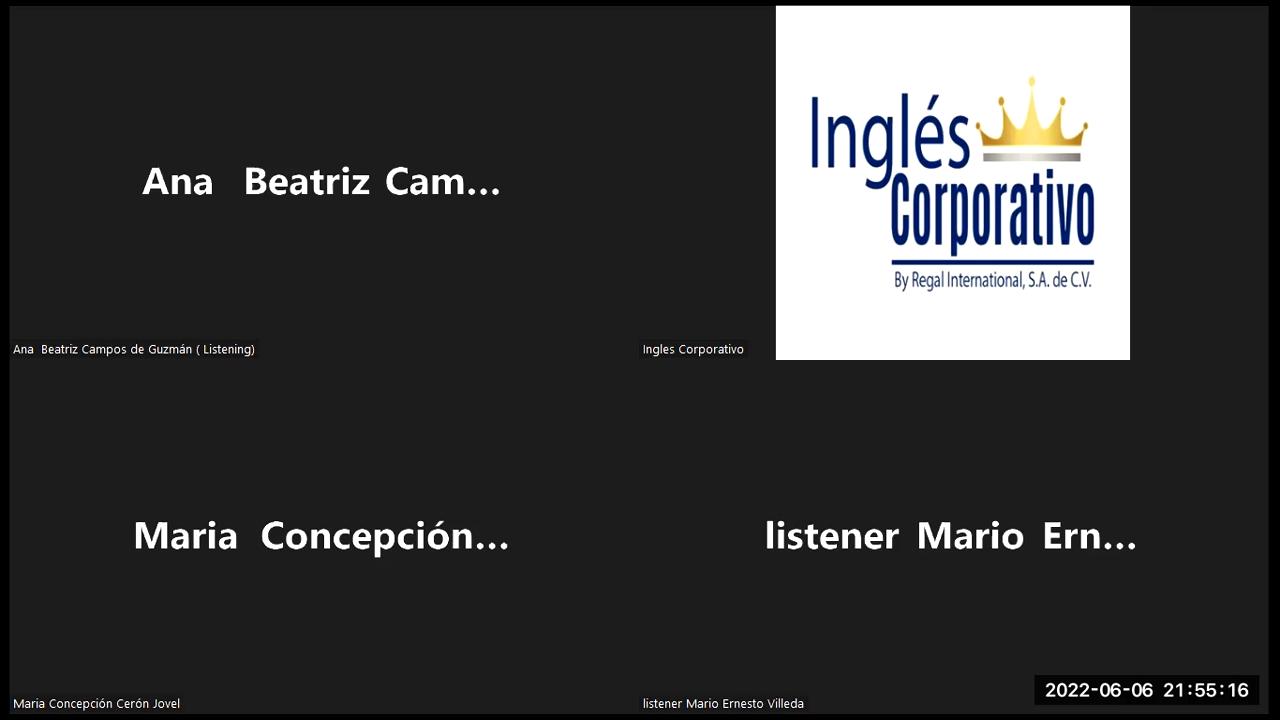 Ana Beatriz Cam...
Inglés
Corporativo
By Regal International, S.A. de C.V.
Ana Beatriz Campos de Guzmán ( Listening)
Ingles Corporativo
Maria Concepción...
listener Mario Ern...
Maria Concepción Cerón Jovel
listener Mario Ernesto Villeda
2022-06-06 21:55:16